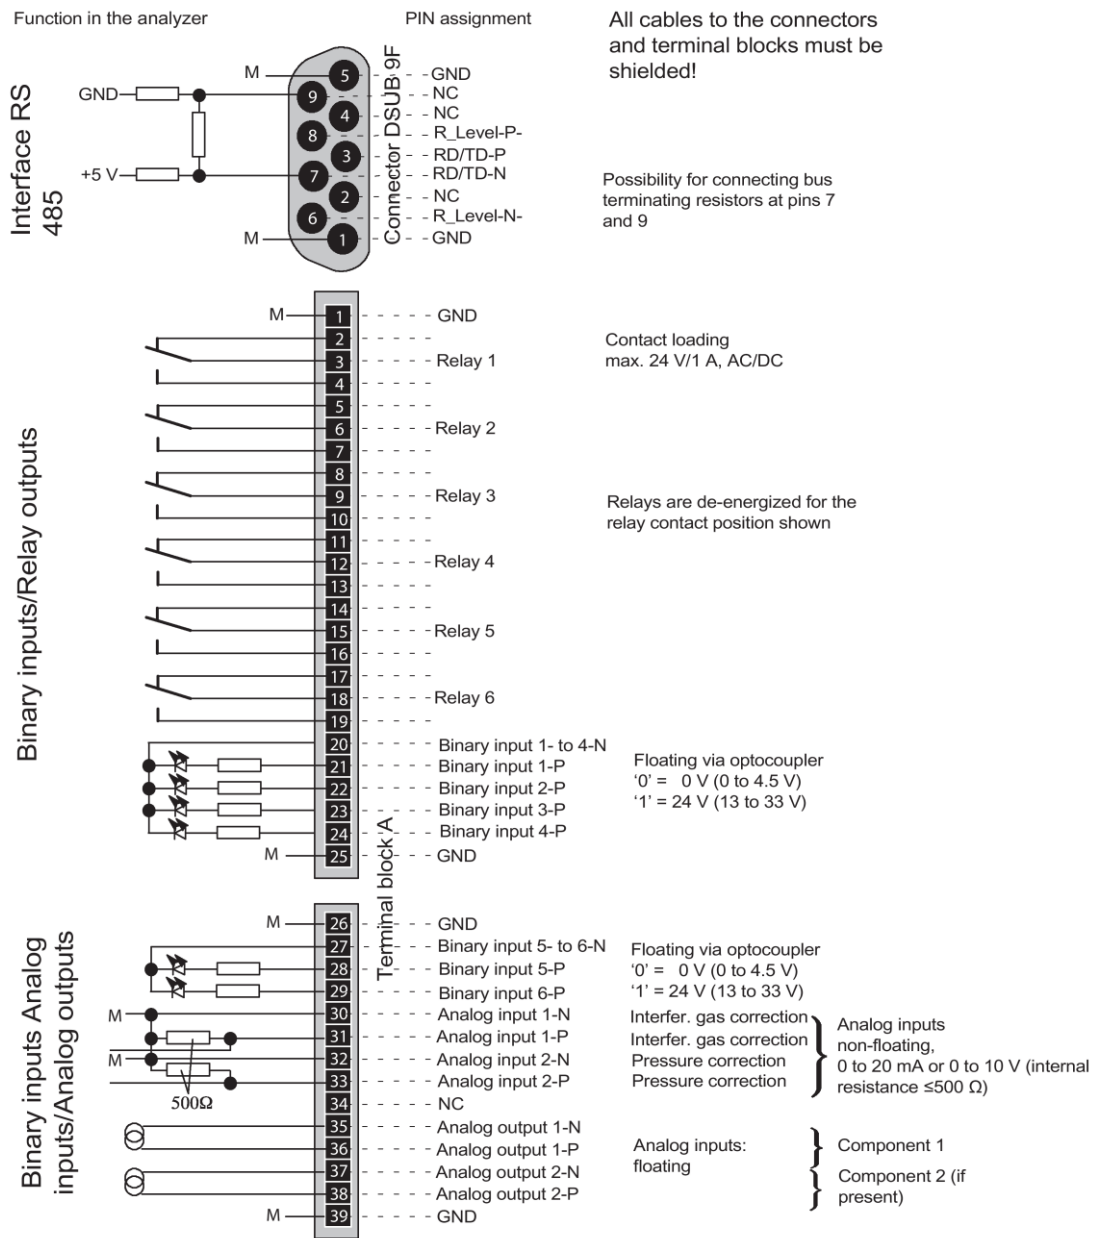 Function in the analyzer
PIN assignment
All cables to the connectors
and terminal blocks must be
shielded!
Interface RS
485
M
GND
+5 V
M
5
9
4
8
3
7
2
6
1
Connector DSUB 9F
GND
NC
NC
R_Level-P-
RD/TD-P
RD/TD-N
NC
R_Level-N-
GND
Possibility for connecting bus
terminating resistors at pins 7
and 9
Binary inputs/Relay outputs
M 1 GND
2
3 Relay 1
4
Contact loading
max. 24 V/1 A, AC/DC
5
6 Relay 2
7
8
9 Relay 3
10
Relays are de-energized for the
relay contact position shown
11
12 Relay 4
13
14
15 Relay 5
16
17
18 Relay 6
19
20 Binary input 1- to 4-N
21 Binary input 1-P
22 Binary input 2-P
23 Binary input 3-P
24 Binary input 4-P
M 25 GND
Floating via optocoupler
‘0’ = 0 V (0 to 4.5 V)
‘1’ = 24 V (13 to 33 V)
Terminal block A
Binary inputs Analog
inputs/Analog outputs
M 26 GND
27 Binary input 5- to 6-N
28 Binary input 5-P
29 Binary input 6-P
Floating via optocoupler
‘0’ = 0 V (0 to 4.5 V)
‘1’ = 24 V (13 to 33 V)
M 30 Analog input 1-N Interfer. gas correction
31 Analog input 1-P Interfer. gas correction
M 32 Analog input 2-N Pressure correction
33 Analog input 2-P Pressure correction
500Ω
Analog inputs
non-floating,
0 to 20 mA or 0 to 10 V (internal
resistance ≤500 Ω)
34 NC
35 Analog output 1-N
36 Analog output 1-P
37 Analog output 2-N
38 Analog output 2-P
M 39 GND
Analog inputs:
floating
Component 1
Component 2 (if
present)